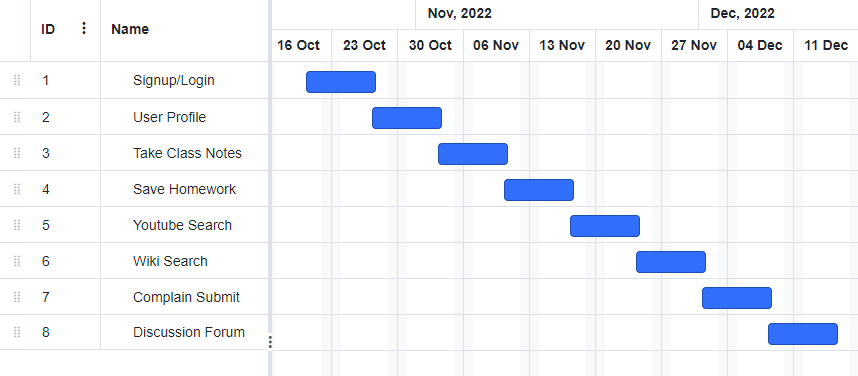 Nov, 2022 Dec, 2022
ID Name
16 Oct 23 Oct 30 Oct 06 Nov 13 Nov 20 Nov 27 Nov 04 Dec 11 Dec
1 Signup/Login
2 User Profile
3 Take Class Notes
4 Save Homework
5 Youtube Search
6 Wiki Search
7 Complain Submit
8 Discussion Forum